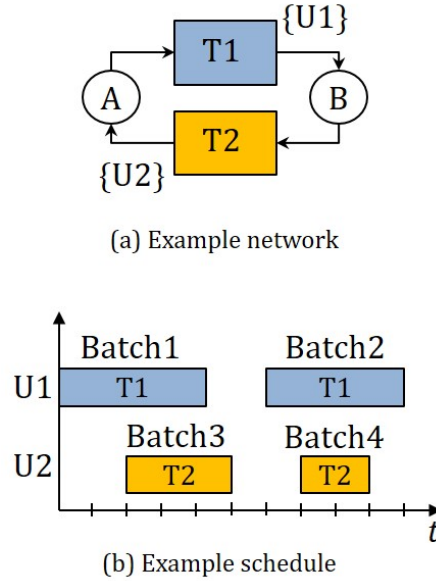 {U1}
T1
A
B
T2
{U2}
(a) Example network
Batch1
Batch2
U1
T1
T1
Batch3
Batch4
U2
T2
T2
t
(b) Example schedule